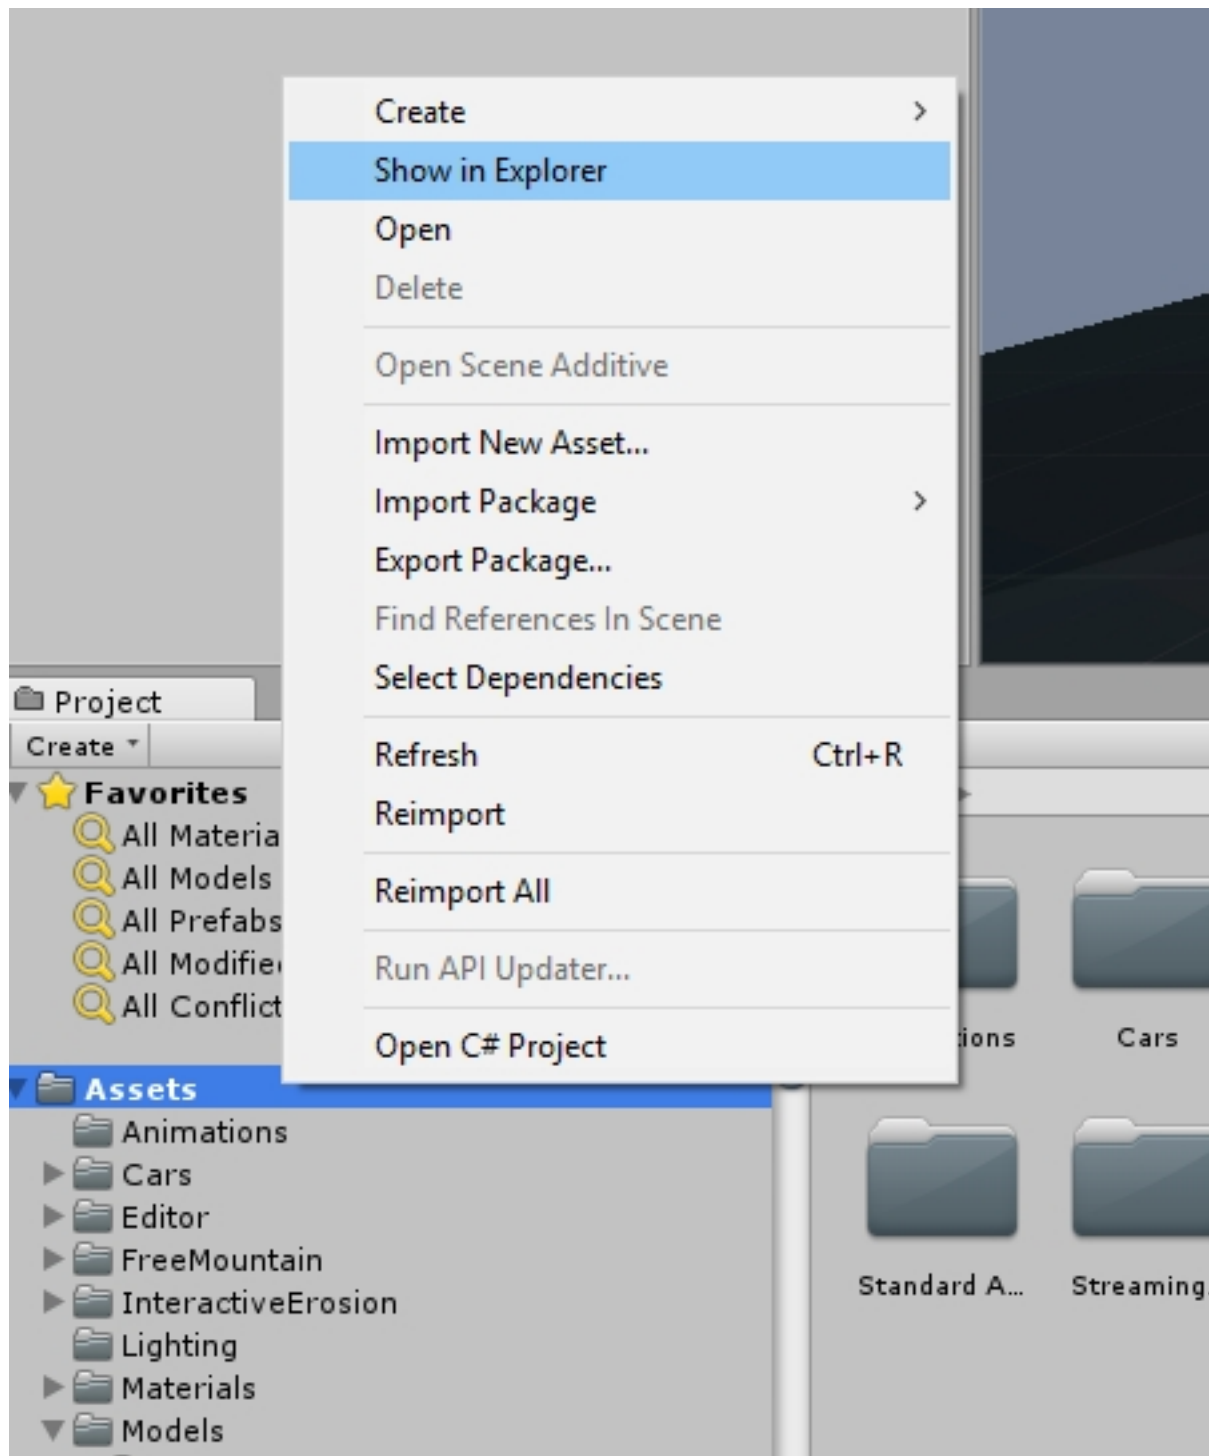 Create
Show in Explorer
Open
Delete
Open Scene Additive
Import New Asset...
Import Package
Export Package...
Find References In Scene
Select Dependencies
Refresh Ctrl+R
Reimport
Reimport All
Run API Updater...
Open C# Project
Project
Create
Favorites
All Materia
All Models
All Prefabs
All Modifie
All Conflict
Assets
Animations
Cars
Editor
FreeMountain
InteractiveErosion
Lighting
Materials
Models
ions
Cars
Standard A...
Streaming.